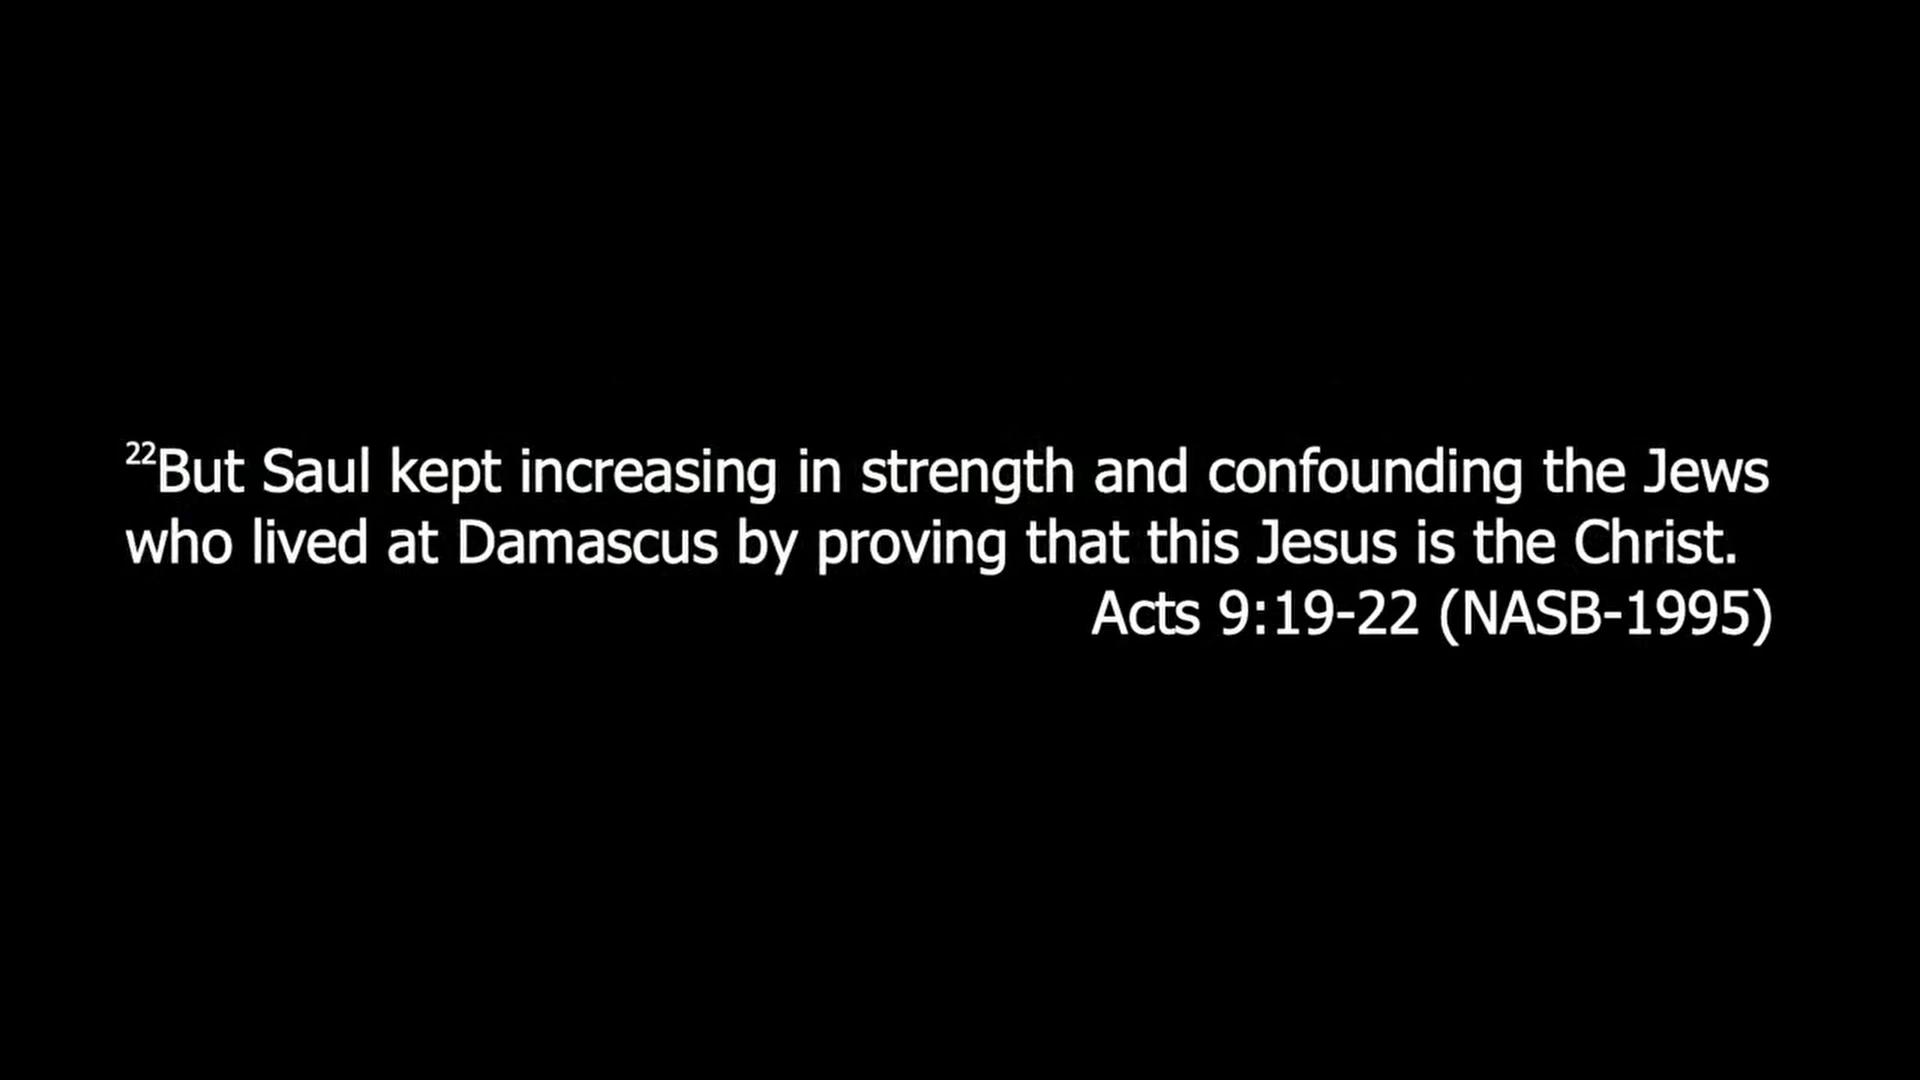 22But Saul kept increasing in strength and confounding the Jews
who lived at Damascus by proving that this Jesus is the Christ.
Acts 9:19-22 (NASB-1995)